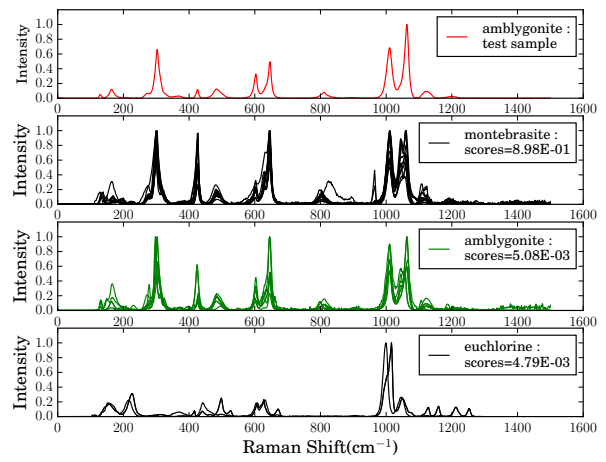 Intensity
1.0
0.8
0.6
0.4
0.2
0.0
amblygonite :
test sample
0 200 400 600 800 1000 1200 1400 1600
Intensity
1.0
0.8
0.6
0.4
0.2
0.0
montebrasite :
scores=8.98E-01
0 200 400 600 800 1000 1200 1400 1600
Intensity
1.0
0.8
0.6
0.4
0.2
0.0
amblygonite :
scores=5.08E-03
0 200 400 600 800 1000 1200 1400 1600
Intensity
1.0
0.8
0.6
0.4
0.2
0.0
euchlorine :
scores=4.79E-03
0 200 400 600 800 1000 1200 1400 1600
Raman Shift(cm⁻¹)